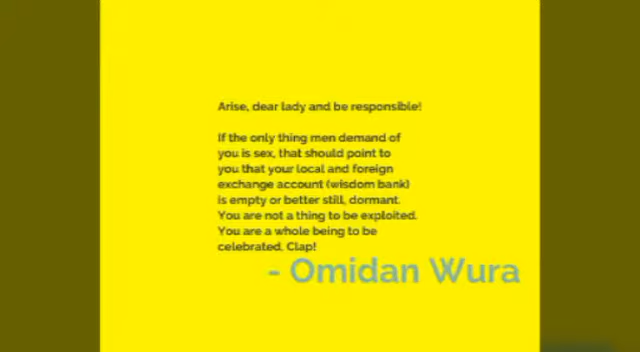 Arise, dear lady and be responsible!
If the only thing men demand of
you is sex, that should point to
you that your local and foreign
exchange account (wisdom bank)
is empty or better still, dormant.
You are not a thing to be exploited.
You are a whole being to be
celebrated. Clap!
- Omidan Wura